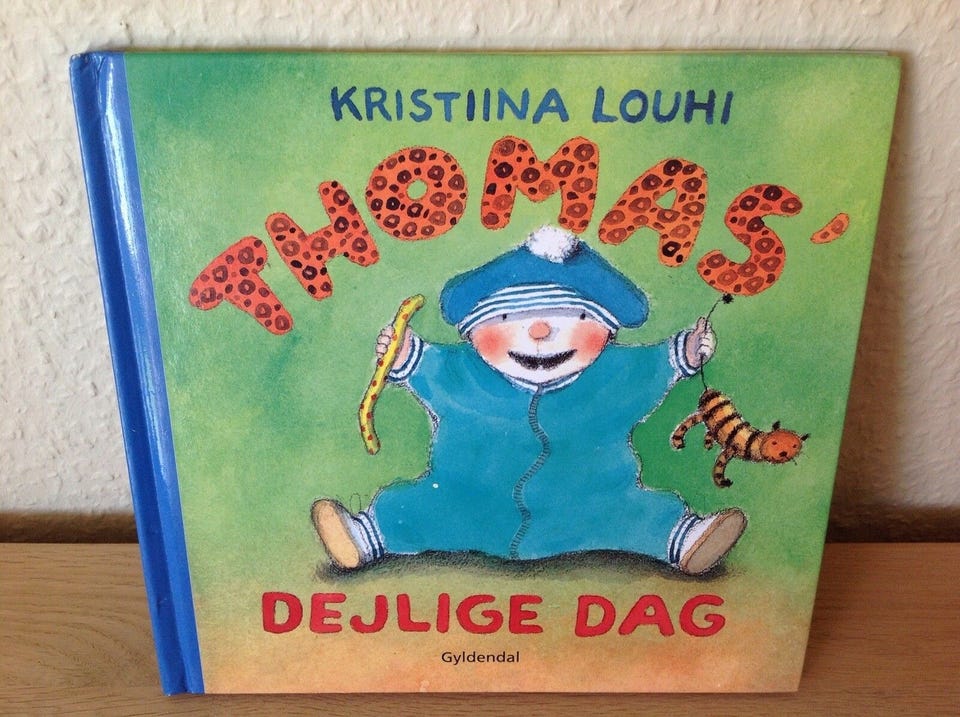 KRISTIINA LOUHI
THOMAS'
DEJLIGE DAG
Gyldendal